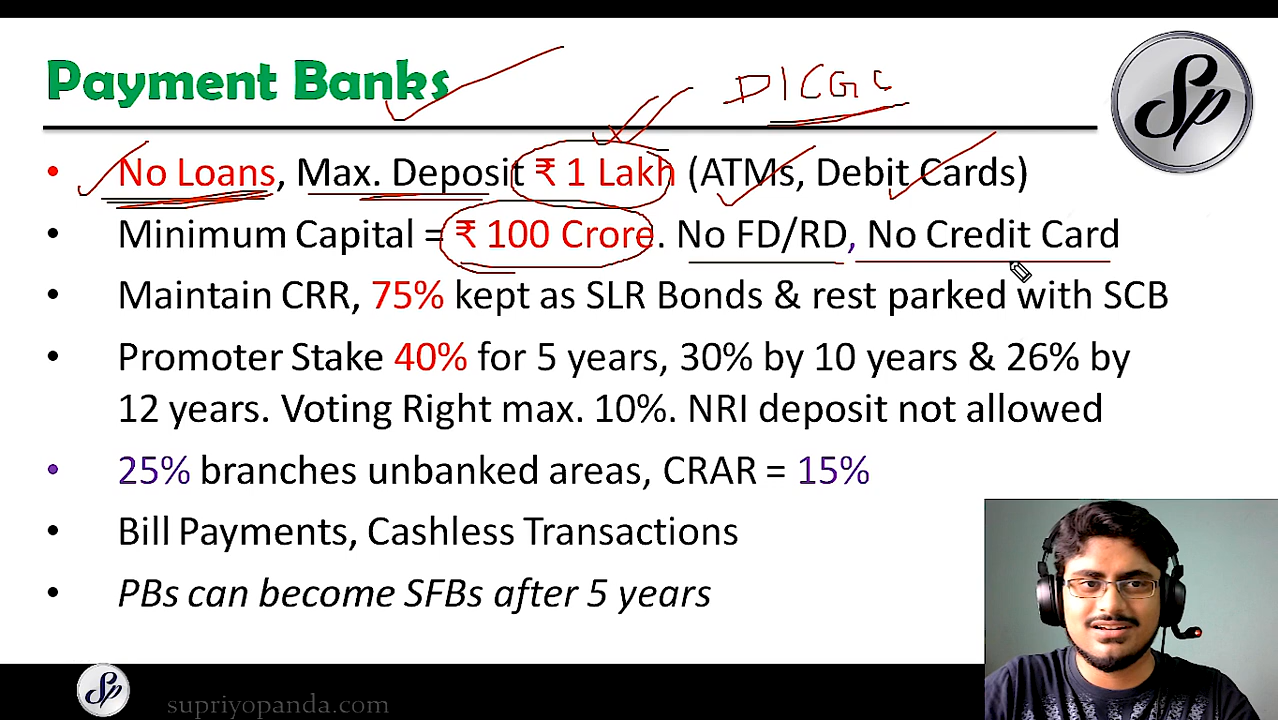 Payment Banks
DICGC
Sp
• No Loans, Max. Deposit ₹ 1 Lakh (ATMs, Debit Cards)
• Minimum Capital = ₹ 100 Crore. No FD/RD, No Credit Card
• Maintain CRR, 75% kept as SLR Bonds & rest parked with SCB
• Promoter Stake 40% for 5 years, 30% by 10 years & 26% by
12 years. Voting Right max. 10%. NRI deposit not allowed
• 25% branches unbanked areas, CRAR = 15%
• Bill Payments, Cashless Transactions
• PBs can become SFBs after 5 years
Sp
supriyopanda.com